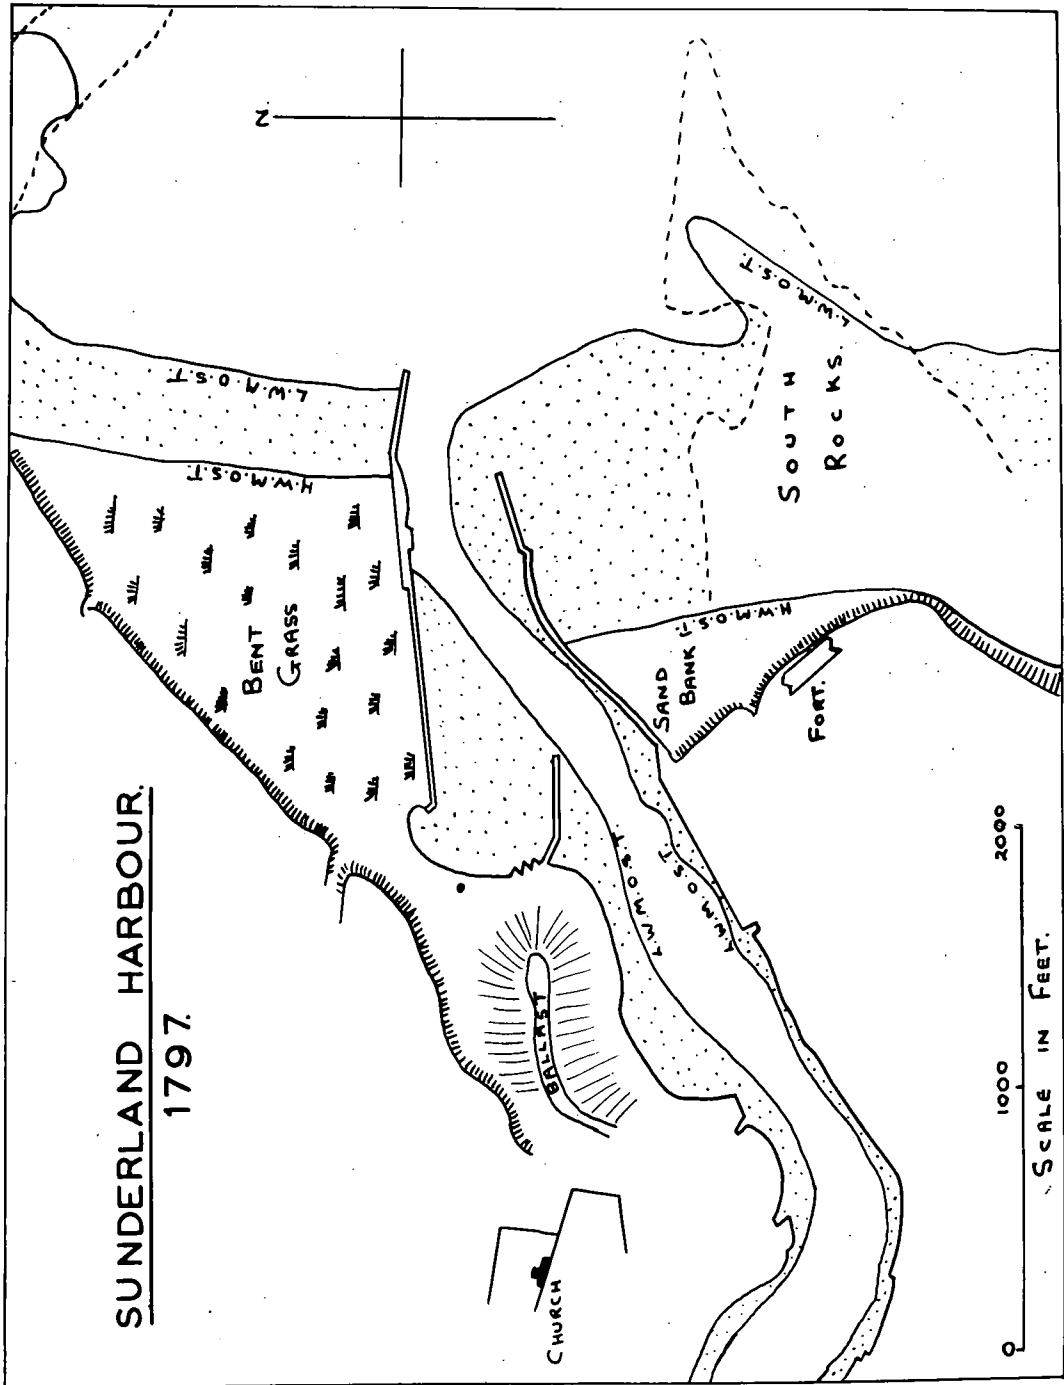 SUNDERLAND HARBOUR.
1797.
N
L.W.M.O.S.T.
H.W.M.O.S.T.
BENT
GRASS
L.W.M.O.S.T.
SOUTH
ROCKS
H.W.M.O.S.T.
SAND
BANK
FORT.
L.W.M.O.S.T.
L.W.M.O.S.T.
BALLAST
CHURCH
0 1000 2000
SCALE IN FEET.